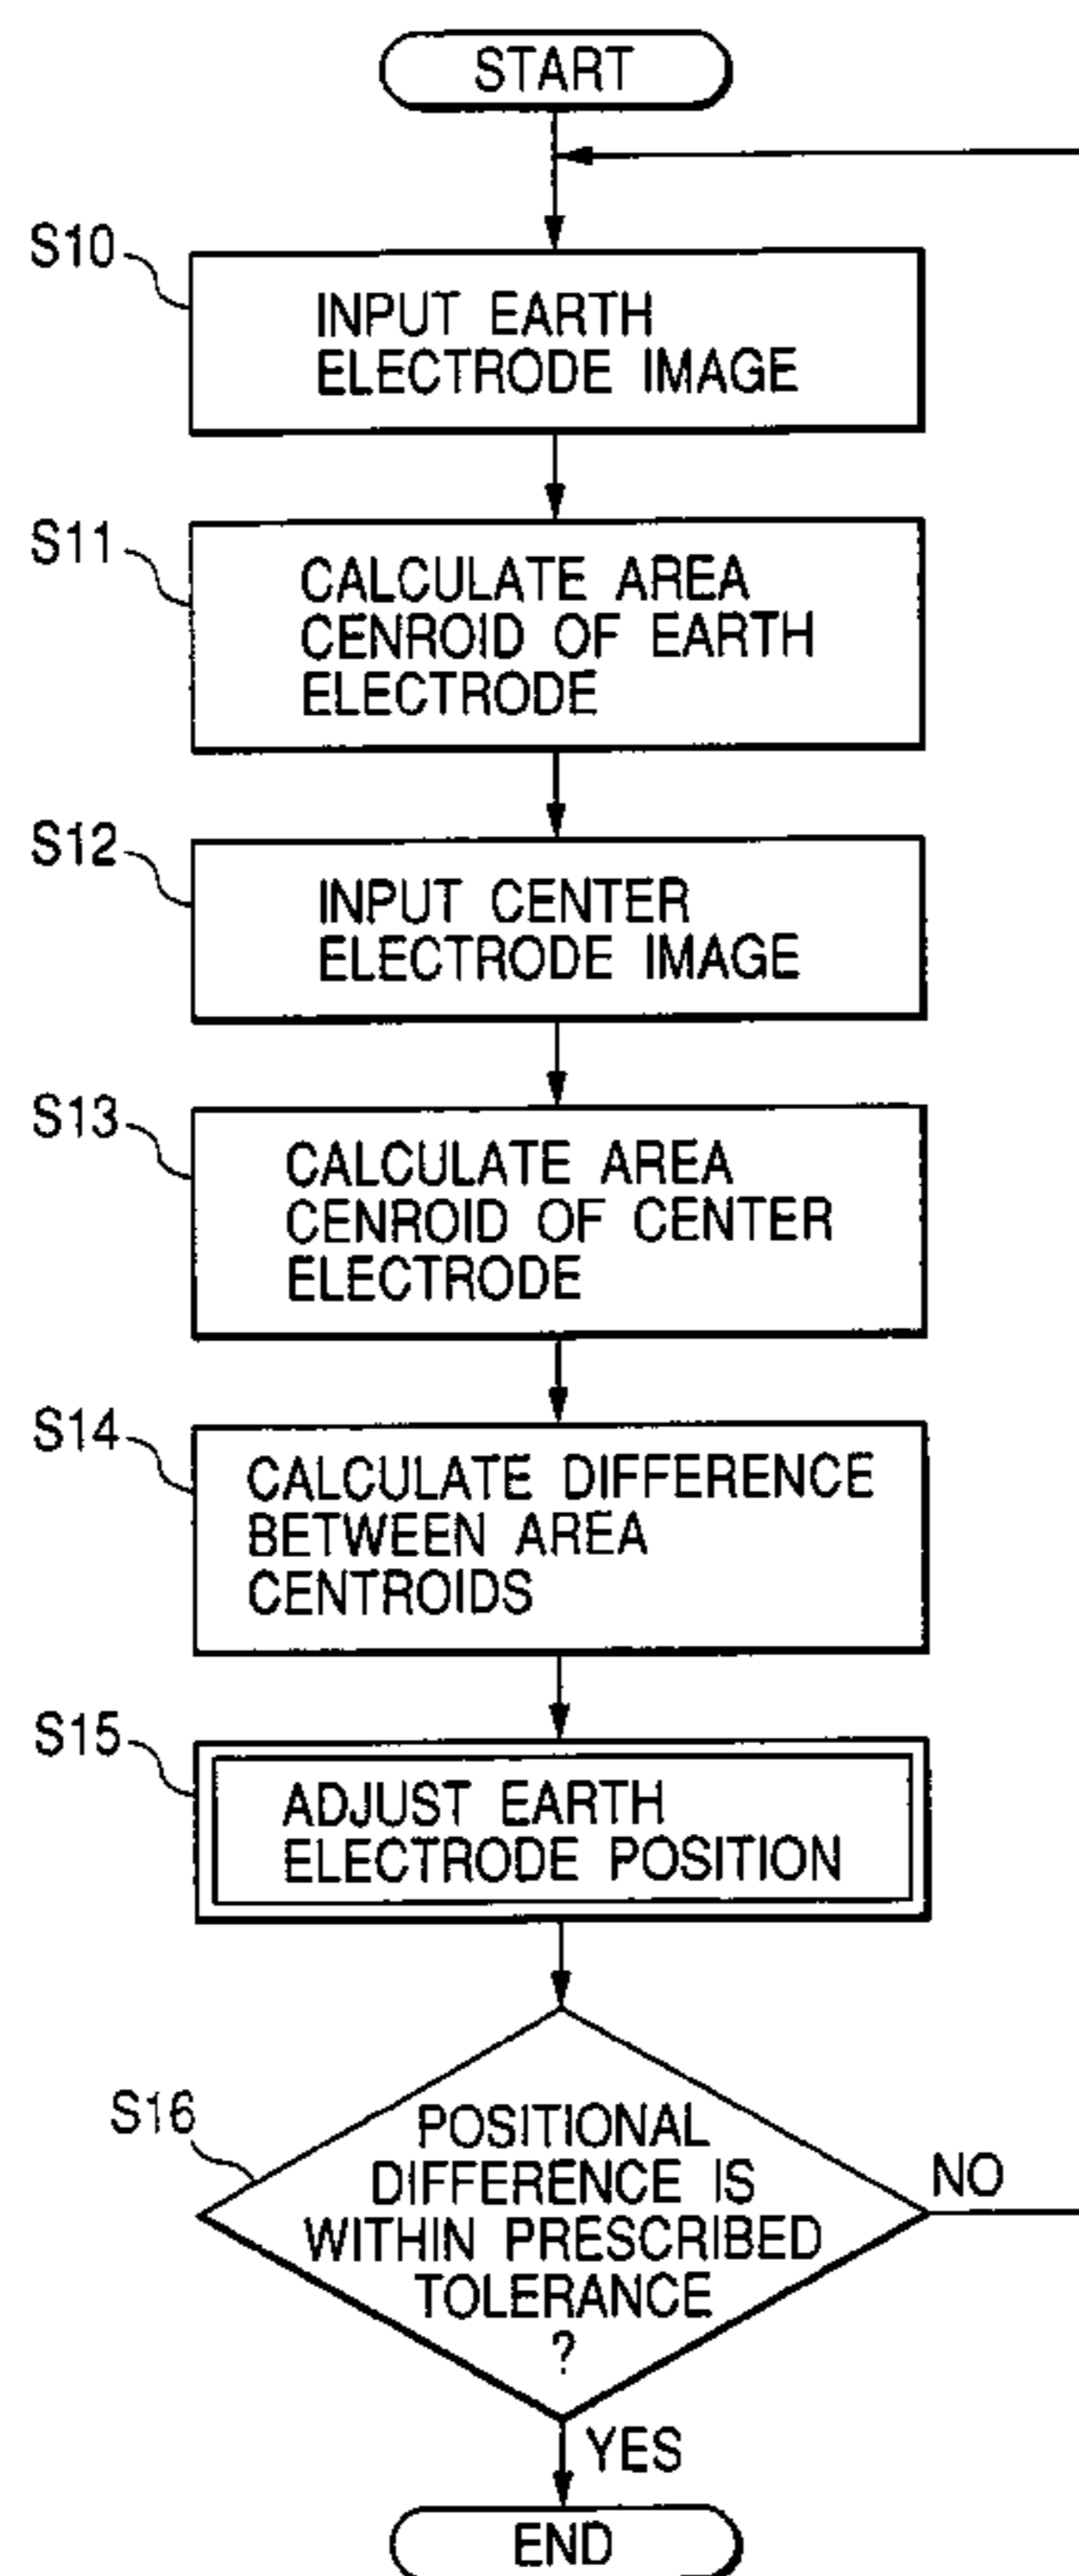 START
S10
INPUT EARTH
ELECTRODE IMAGE
S11
CALCULATE AREA
CENROID OF EARTH
ELECTRODE
S12
INPUT CENTER
ELECTRODE IMAGE
S13
CALCULATE AREA
CENROID OF CENTER
ELECTRODE
S14
CALCULATE DIFFERENCE
BETWEEN AREA
CENTROIDS
S15
ADJUST EARTH
ELECTRODE POSITION
S16
POSITIONAL
DIFFERENCE IS
WITHIN PRESCRIBED
TOLERANCE
?
NO
YES
END